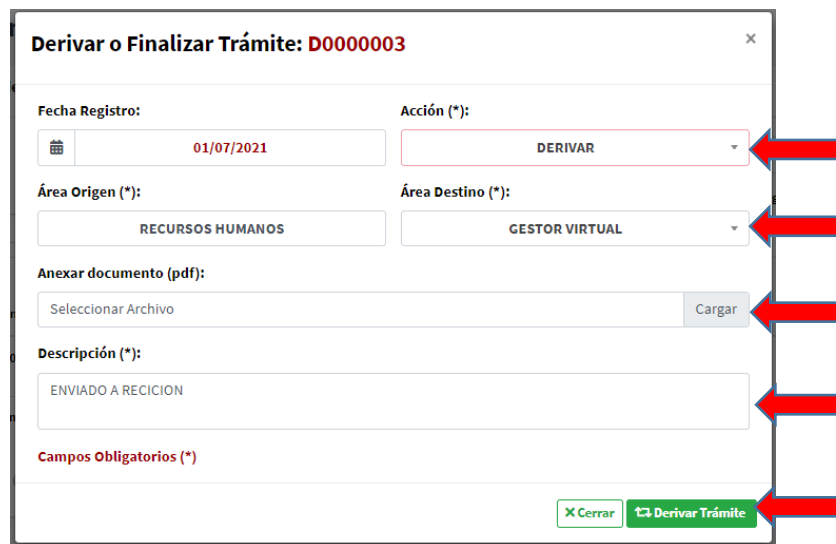 Derivar o Finalizar Trámite: D0000003 ×
Fecha Registro: Acción (*):
01/07/2021 DERIVAR
Área Origen (*): Área Destino (*):
RECURSOS HUMANOS GESTOR VIRTUAL
Anexar documento (pdf):
Seleccionar Archivo Cargar
Descripción (*):
ENVIADO A RECICION
Campos Obligatorios (*)
Cerrar Derivar Trámite